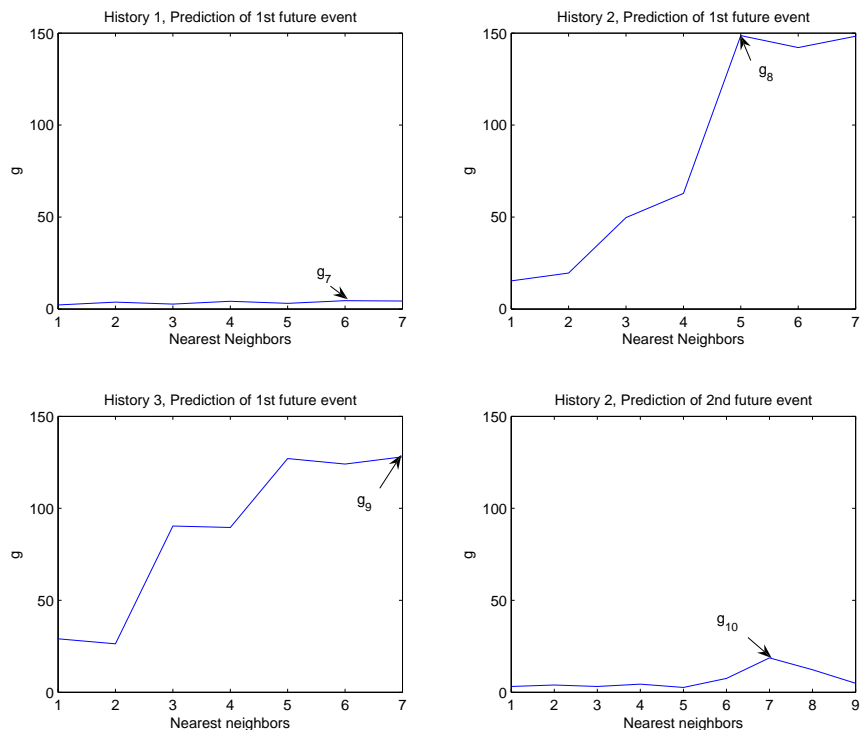 History 1, Prediction of 1st future event
150
100
50
0
g
g7
1 2 3 4 5 6 7
Nearest Neighbors
History 2, Prediction of 1st future event
150
100
50
0
g
g8
1 2 3 4 5 6 7
Nearest Neighbors
History 3, Prediction of 1st future event
150
100
50
0
g
g9
1 2 3 4 5 6 7
Nearest neighbors
History 2, Prediction of 2nd future event
150
100
50
0
g
g10
1 2 3 4 5 6 7 8 9
Nearest neighbors